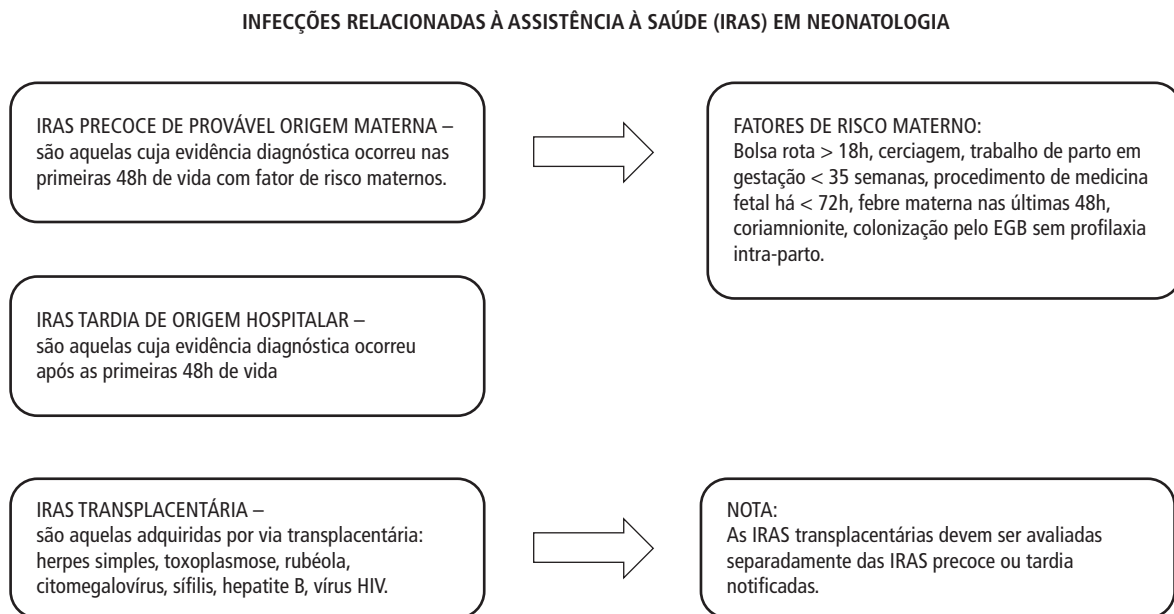 INFECÇÕES RELACIONADAS À ASSISTÊNCIA À SAÚDE (IRAS) EM NEONATOLOGIA
IRAS PRECOCE DE PROVÁVEL ORIGEM MATERNA –
são aquelas cuja evidência diagnóstica ocorreu nas
primeiras 48h de vida com fator de risco maternos.
FATORES DE RISCO MATERNO:
Bolsa rota > 18h, cerciagem, trabalho de parto em
gestação < 35 semanas, procedimento de medicina
fetal há < 72h, febre materna nas últimas 48h,
coriamnionite, colonização pelo EGB sem profilaxia
intra-parto.
IRAS TARDIA DE ORIGEM HOSPITALAR –
são aquelas cuja evidência diagnóstica ocorreu
após as primeiras 48h de vida
IRAS TRANSPLACENTÁRIA –
são aquelas adquiridas por via transplacentária:
herpes simples, toxoplasmose, rubéola,
citomegalovírus, sífilis, hepatite B, vírus HIV.
NOTA:
As IRAS transplacentárias devem ser avaliadas
separadamente das IRAS precoce ou tardia
notificadas.